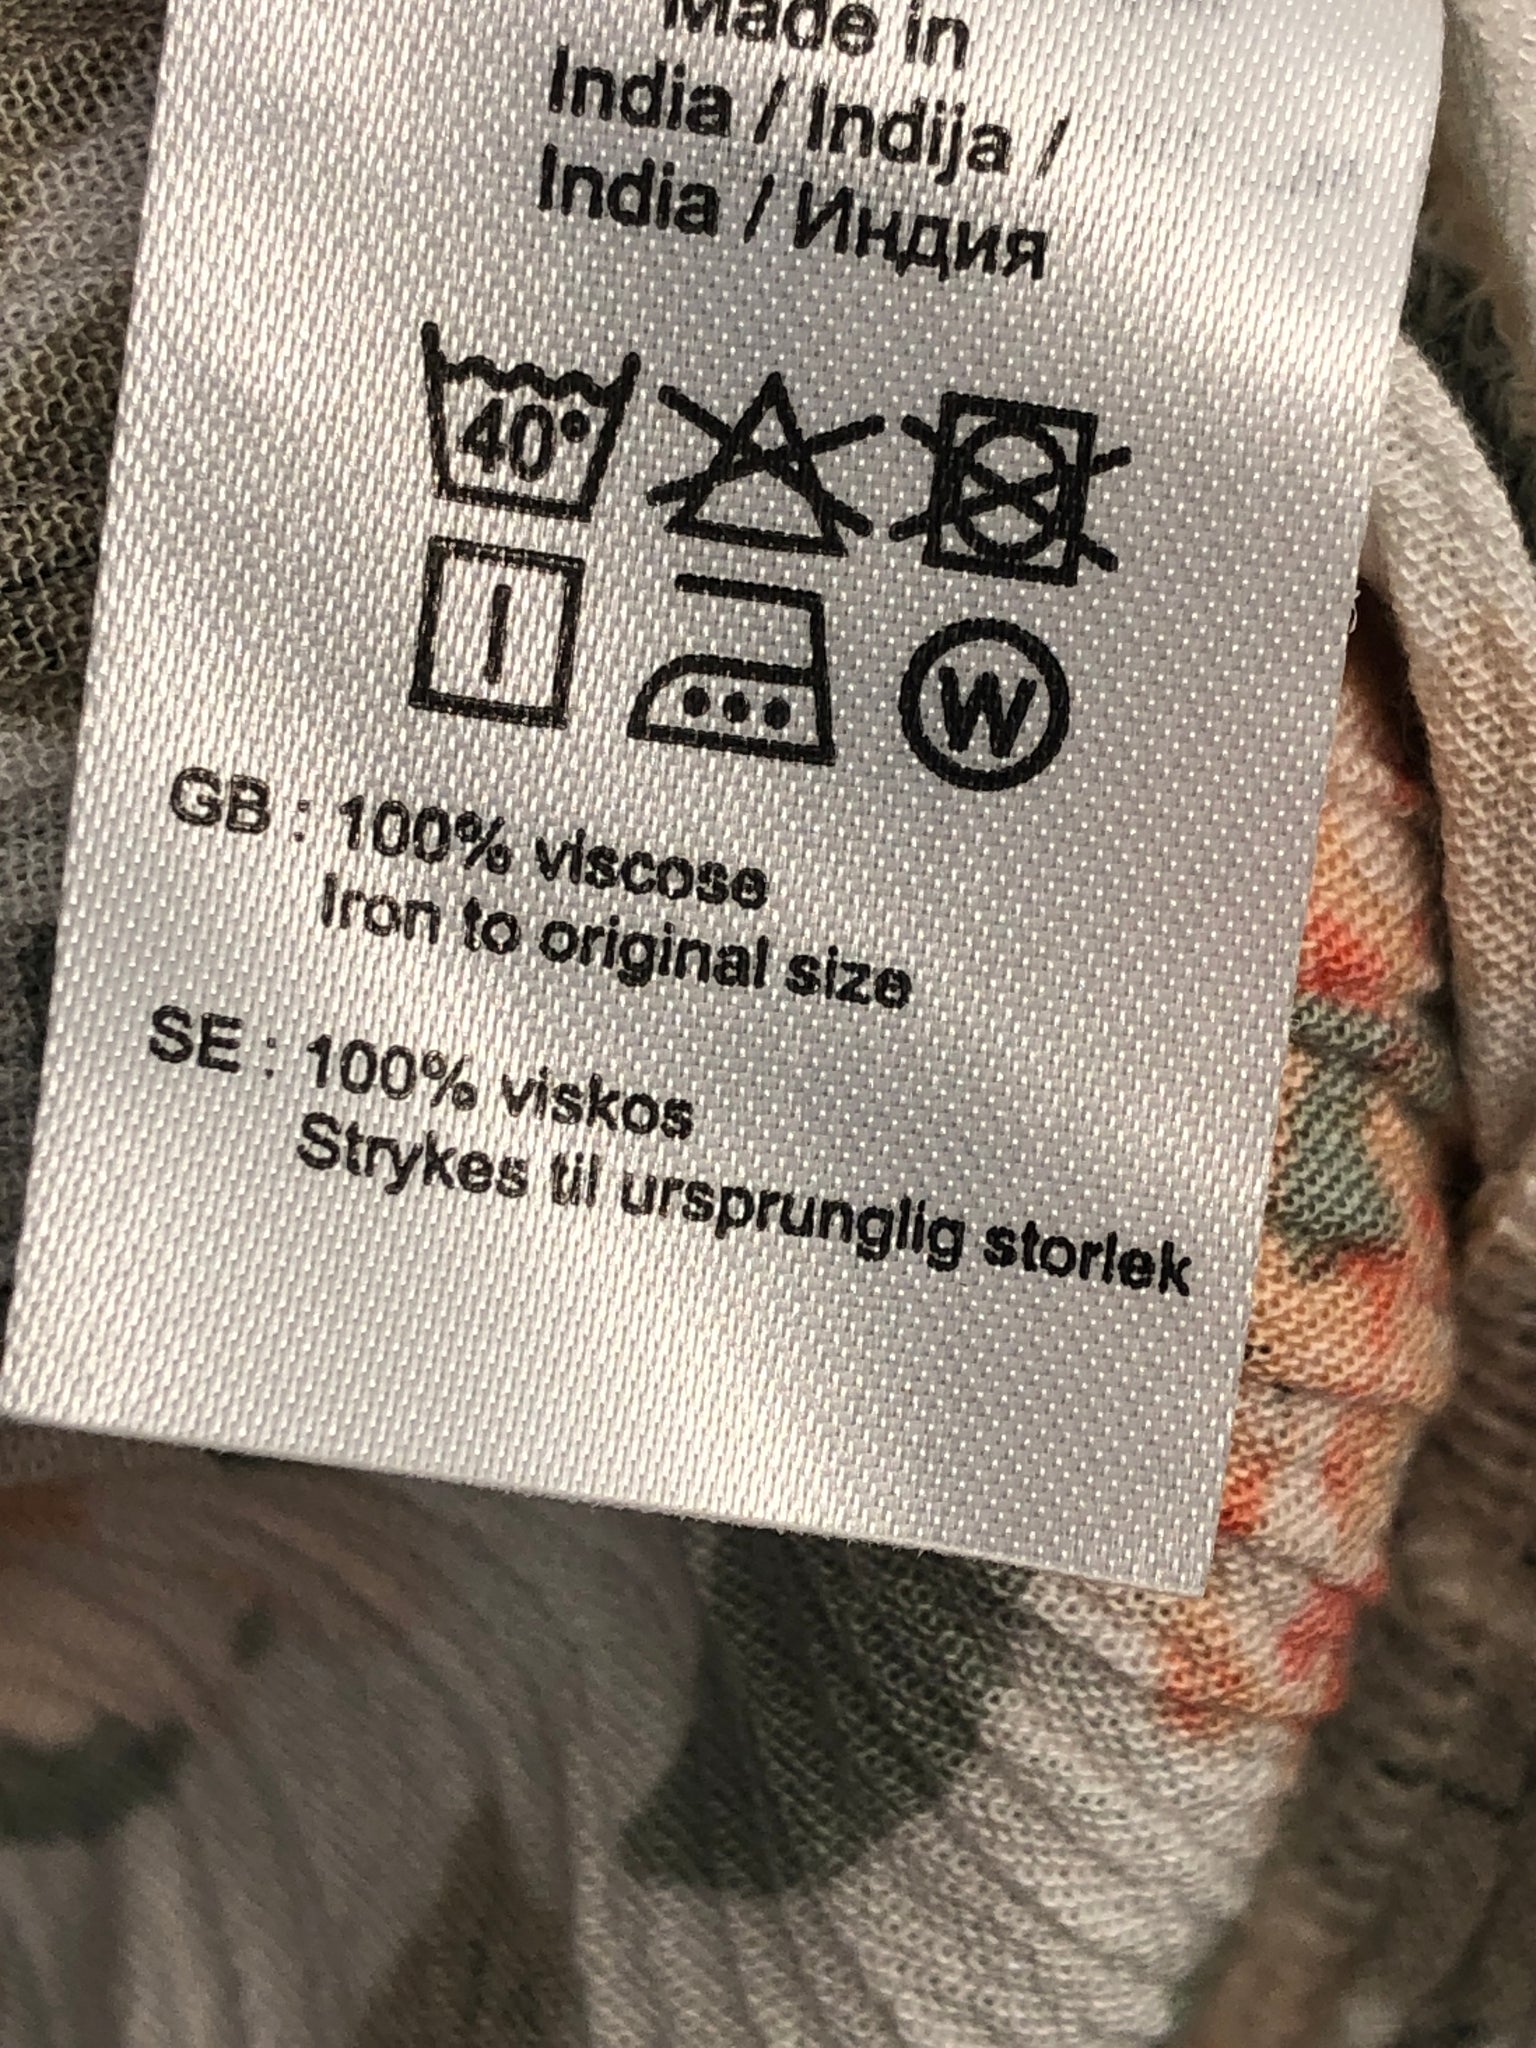 Made in
India / Indija /
India / Индия
40°
W
GB : 100% viscose
Iron to original size
SE : 100% viskos
Strykes til ursprunglig storlek